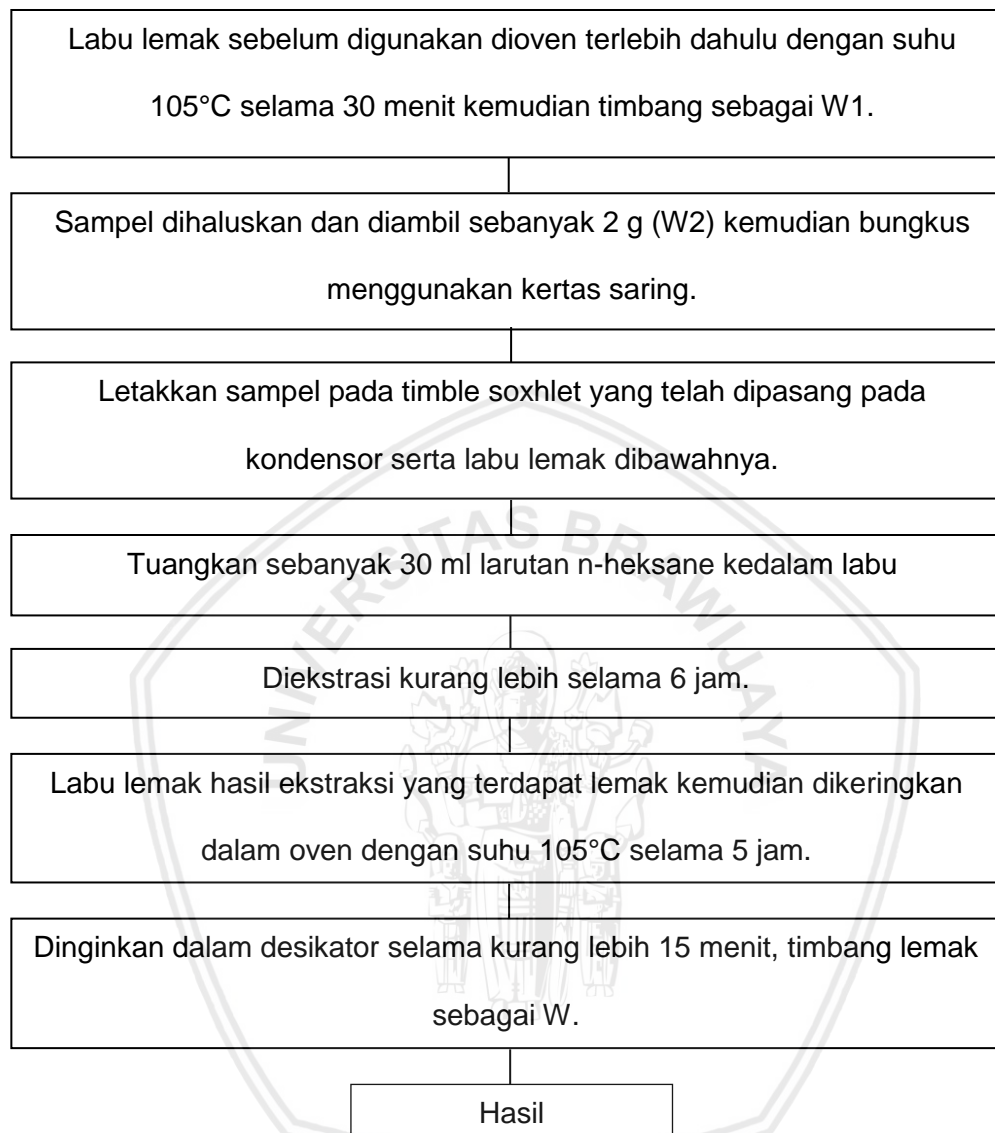 Labu lemak sebelum digunakan dioven terlebih dahulu dengan suhu
105°C selama 30 menit kemudian timbang sebagai W1.
Sampel dihaluskan dan diambil sebanyak 2 g (W2) kemudian bungkus
menggunakan kertas saring.
Letakkan sampel pada timble soxhlet yang telah dipasang pada
kondensor serta labu lemak dibawahnya.
Tuangkan sebanyak 30 ml larutan n-heksane kedalam labu
Diekstrasi kurang lebih selama 6 jam.
Labu lemak hasil ekstraksi yang terdapat lemak kemudian dikeringkan
dalam oven dengan suhu 105°C selama 5 jam.
Dinginkan dalam desikator selama kurang lebih 15 menit, timbang lemak
sebagai W.
Hasil
UNIVERSITAS BRAWIJAYA